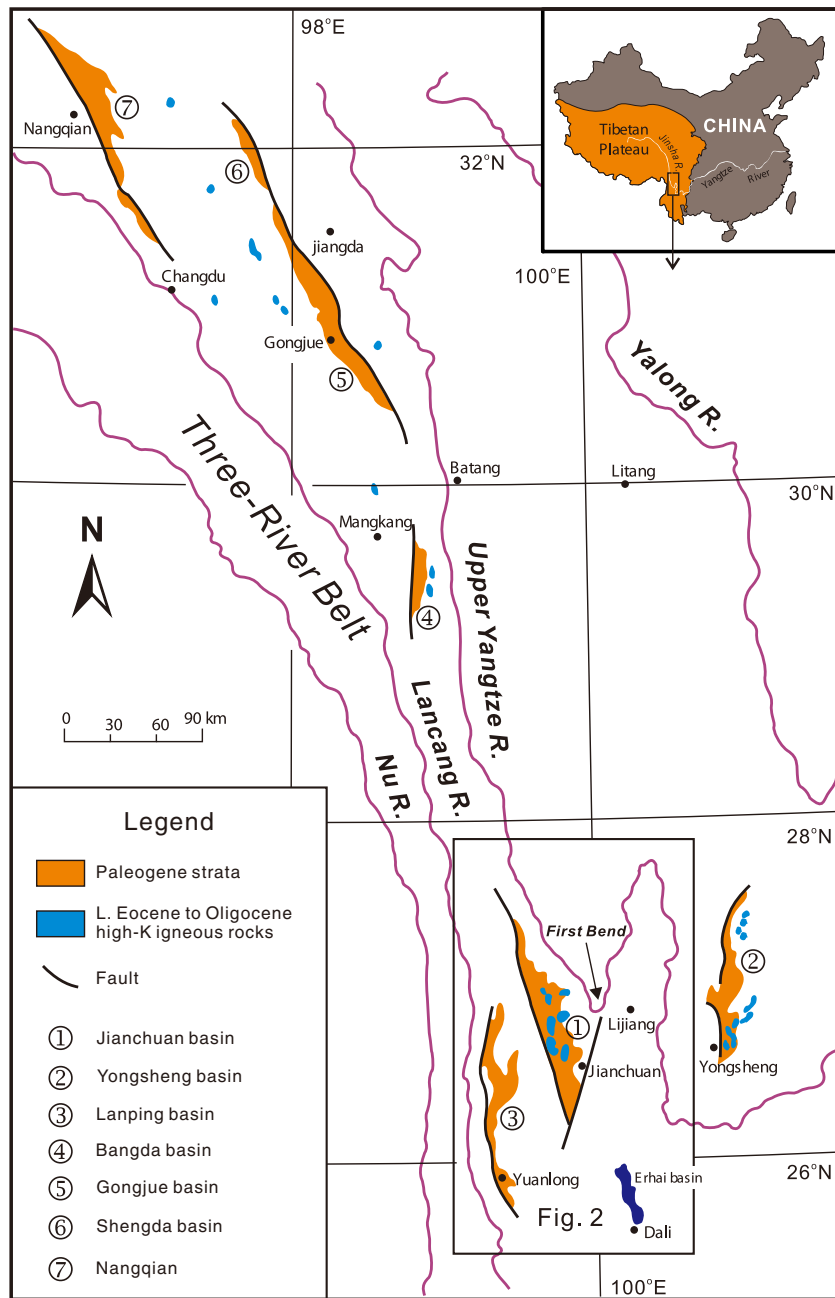 98°E
⑦
Nangqian
⑥
32°N
Tibetan
Plateau
CHINA
Jinsha R.
Yangtze
River
jiangda
Changdu
100°E
Gongjue
⑤
Yalong R.
Three-River Belt
Batang
Litang
30°N
N
Mangkang
④
Upper Yangtze R.
Lancang R.
Nu R.
0 30 60 90 km
Legend
Paleogene strata
L. Eocene to Oligocene
high-K igneous rocks
Fault
① Jianchuan basin
② Yongsheng basin
③ Lanping basin
④ Bangda basin
⑤ Gongjue basin
⑥ Shengda basin
⑦ Nangqian
28°N
First Bend
②
①
Lijiang
Jianchuan
Yongsheng
③
Yuanlong
Erhai basin
26°N
Fig. 2
Dali
100°E